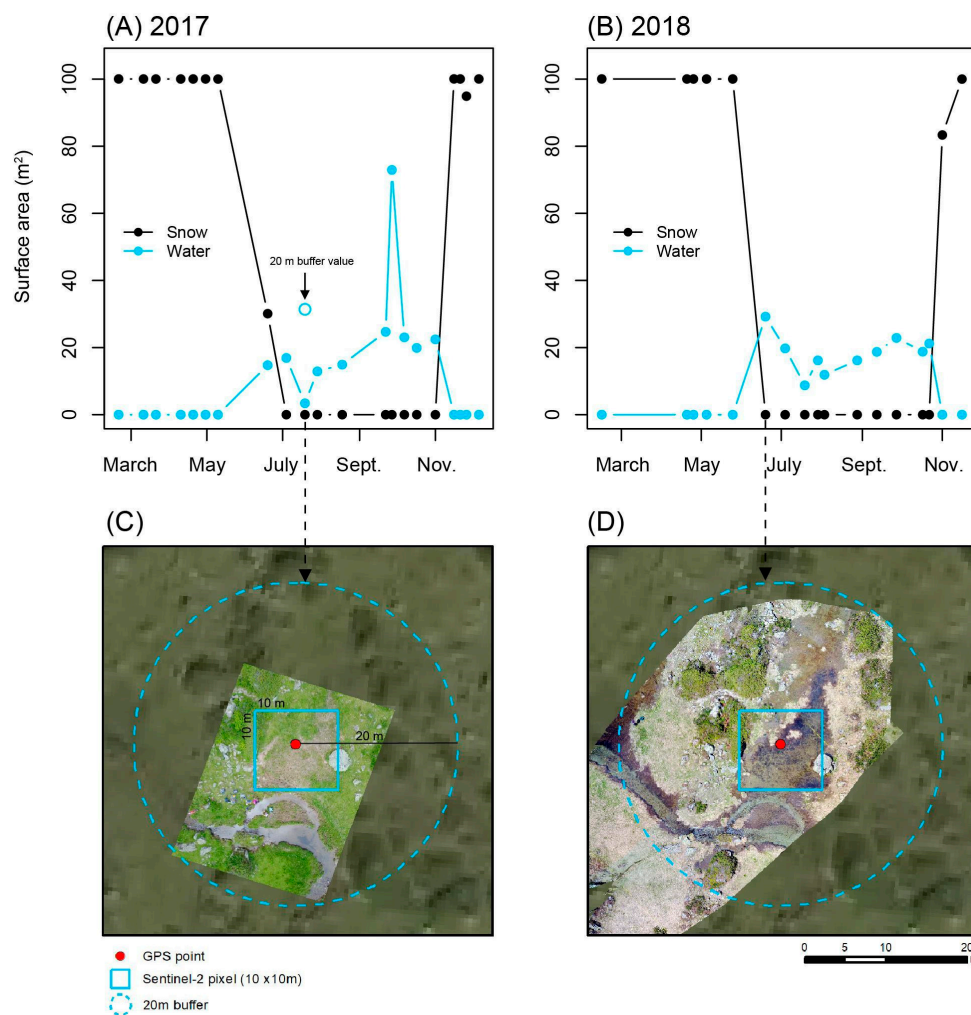 (A) 2017
(B) 2018
Surface area (m²)
100
80
60
40
20
0
Snow
Water
20 m buffer value
March May July Sept. Nov.
100
80
60
40
20
0
Snow
Water
March May July Sept. Nov.
(C)
(D)
10 m
10 m
20 m
GPS point
Sentinel-2 pixel (10 x10m)
20m buffer
0 5 10 20